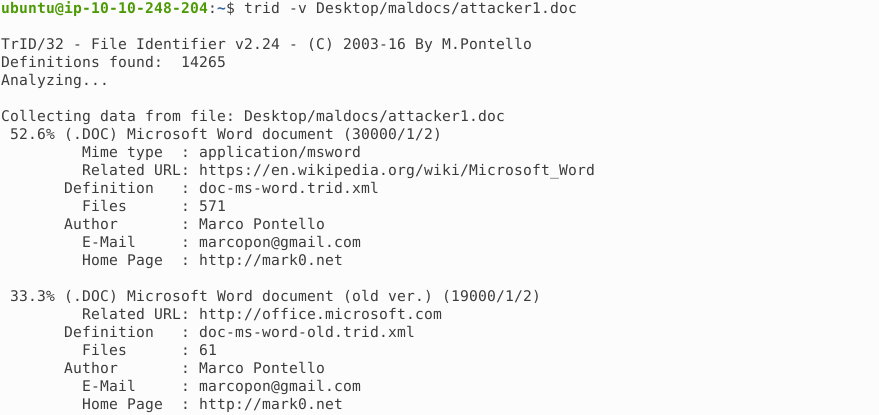 ubuntu@ip-10-10-248-204:~$ trid -v Desktop/maldocs/attacker1.doc
TrID/32 - File Identifier v2.24 - (C) 2003-16 By M.Pontello
Definitions found:  14265
Analyzing...
Collecting data from file: Desktop/maldocs/attacker1.doc
 52.6% (.DOC) Microsoft Word document (30000/1/2)
         Mime type  : application/msword
         Related URL: https://en.wikipedia.org/wiki/Microsoft_Word
       Definition   : doc-ms-word.trid.xml
         Files      : 571
       Author       : Marco Pontello
         E-Mail     : marcopon@gmail.com
         Home Page  : http://mark0.net
 33.3% (.DOC) Microsoft Word document (old ver.) (19000/1/2)
         Related URL: http://office.microsoft.com
       Definition   : doc-ms-word-old.trid.xml
         Files      : 61
       Author       : Marco Pontello
         E-Mail     : marcopon@gmail.com
         Home Page  : http://mark0.net